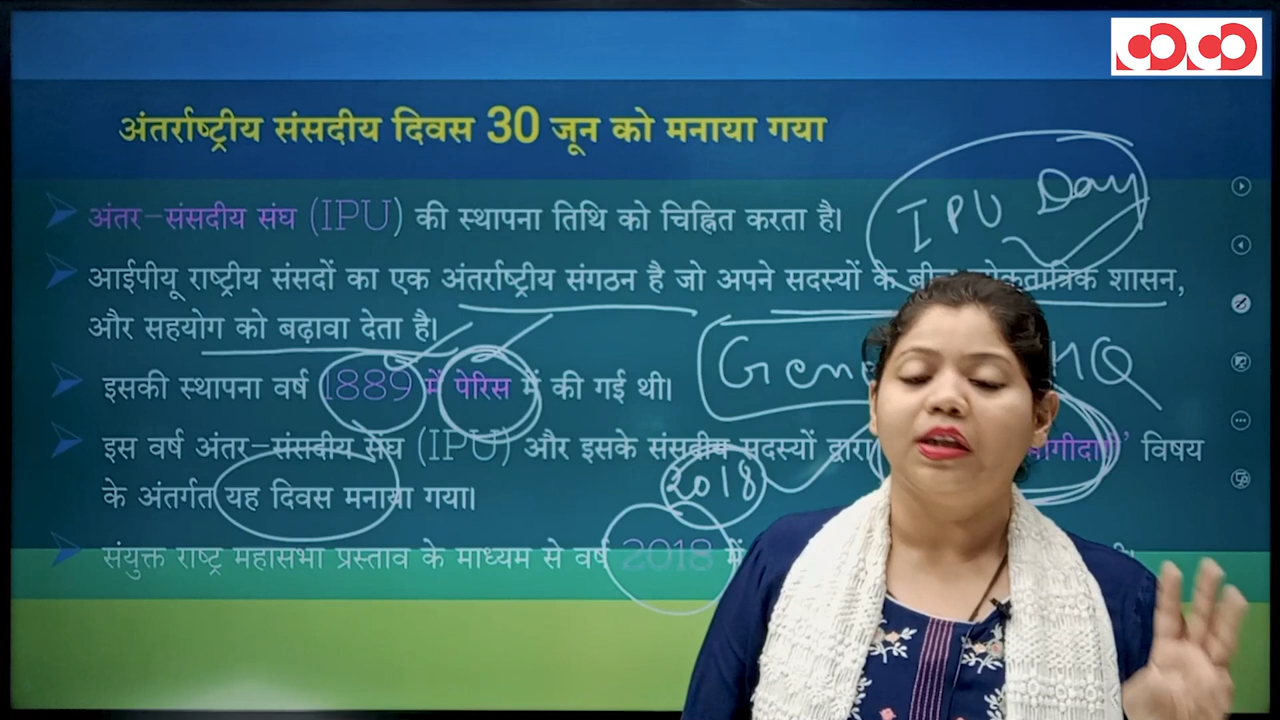 अंतर्राष्ट्रीय संसदीय दिवस 30 जून को मनाया गया
IPU Day
अंतर-संसदीय संघ (IPU) की स्थापना तिथि को चिह्नित करता है।
आईपीयू राष्ट्रीय संसदों का एक अंतर्राष्ट्रीय संगठन है जो अपने सदस्यों के शासन,
और सहयोग को बढ़ावा देता है।
इसकी स्थापना वर्ष 1889 में पेरिस में की गई थी।
HQ
इस वर्ष अंतर-संसदीय संघ (IPU) और इसके संसदीय सदस्यों द्वारा विषय
2018
के अंतर्गत यह दिवस मनाया गया।
संयुक्त राष्ट्र महासभा प्रस्ताव के माध्यम से वर्ष 2018 में